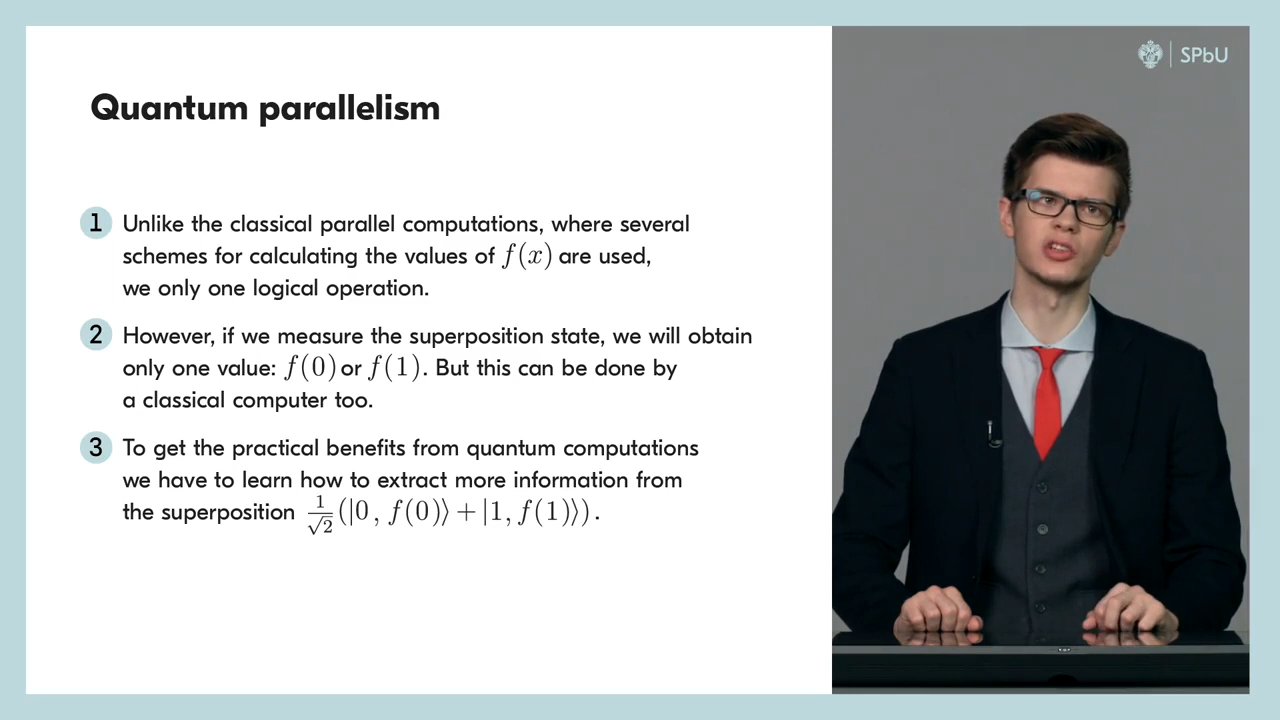 SPbU
Quantum parallelism
1 Unlike the classical parallel computations, where several
schemes for calculating the values of f(x) are used,
we only one logical operation.
2 However, if we measure the superposition state, we will obtain
only one value: f(0) or f(1). But this can be done by
a classical computer too.
3 To get the practical benefits from quantum computations
we have to learn how to extract more information from
the superposition 1/√2 (|0, f(0)⟩ + |1, f(1)⟩).